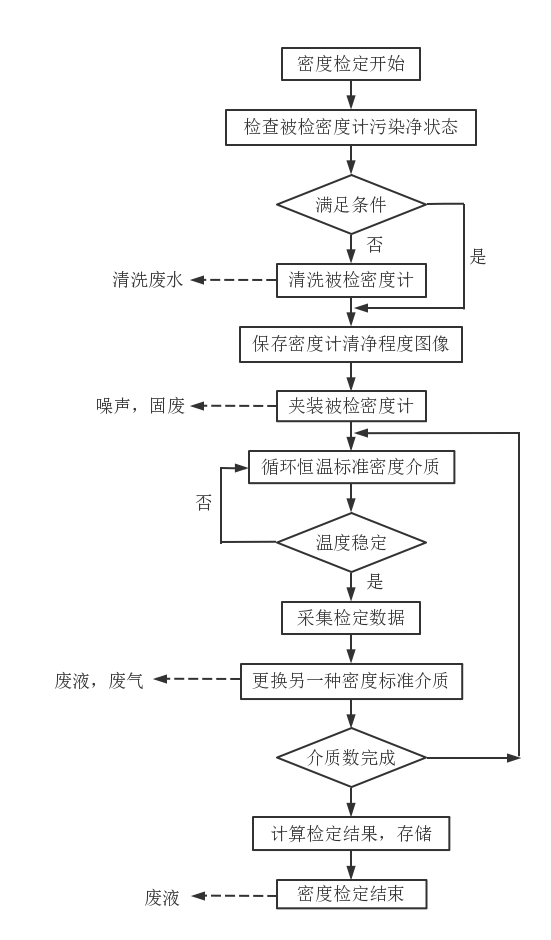 密度检定开始
检查被检密度计污染净状态
满足条件
否
是
清洗废水
清洗被检密度计
保存密度计清净程度图像
噪声，固废
夹装被检密度计
循环恒温标准密度介质
否
温度稳定
是
采集检定数据
废液，废气
更换另一种密度标准介质
介质数完成
计算检定结果，存储
废液
密度检定结束